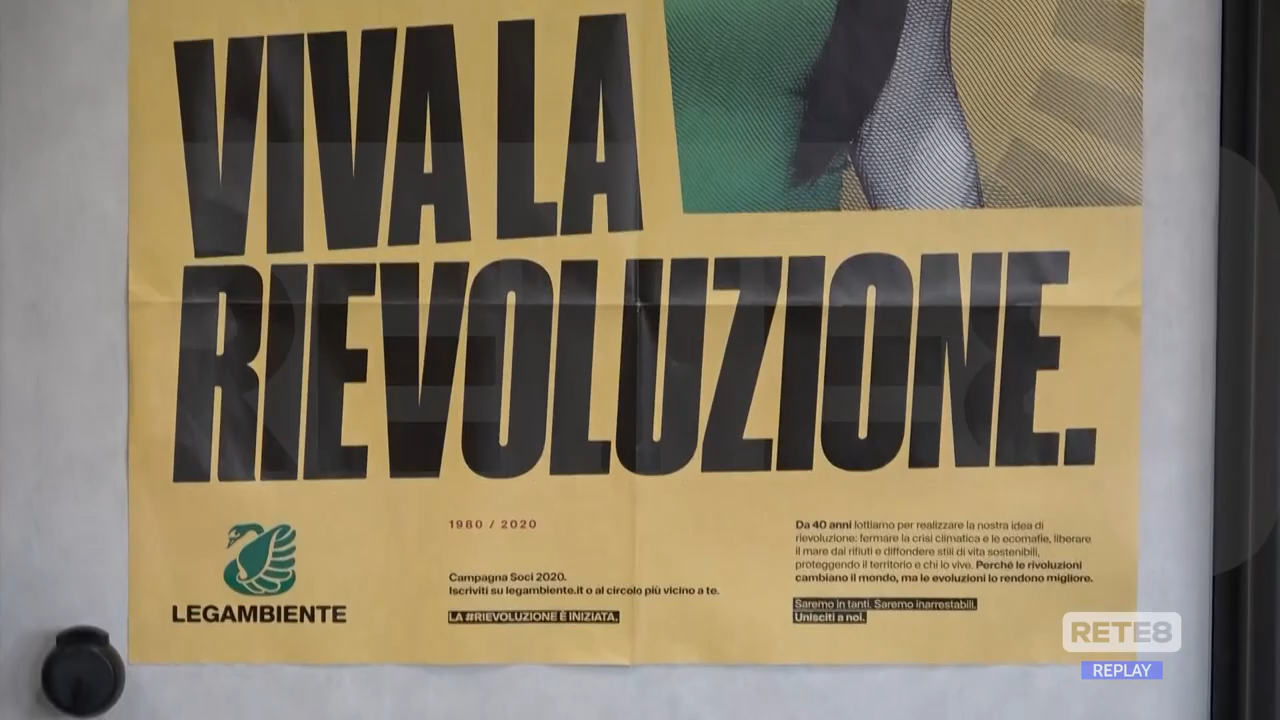 VIVA LA
RIEVOLUZIONE.
LEGAMBIENTE
1980 / 2020
Campagna Soci 2020.
Iscriviti su legambiente.it o al circolo più vicino a te.
LA #RIEVOLUZIONE È INIZIATA.
Da 40 anni lottiamo per realizzare la nostra idea di
rievoluzione: fermare la crisi climatica e le ecomafie, liberare
il mare dai rifiuti e diffondere stili di vita sostenibili,
proteggendo il territorio e chi lo vive. Perché le rivoluzioni
cambiano il mondo, ma le evoluzioni lo rendono migliore.
Saremo in tanti. Saremo inarrestabili.
Unisciti a noi.
RETE8
REPLAY